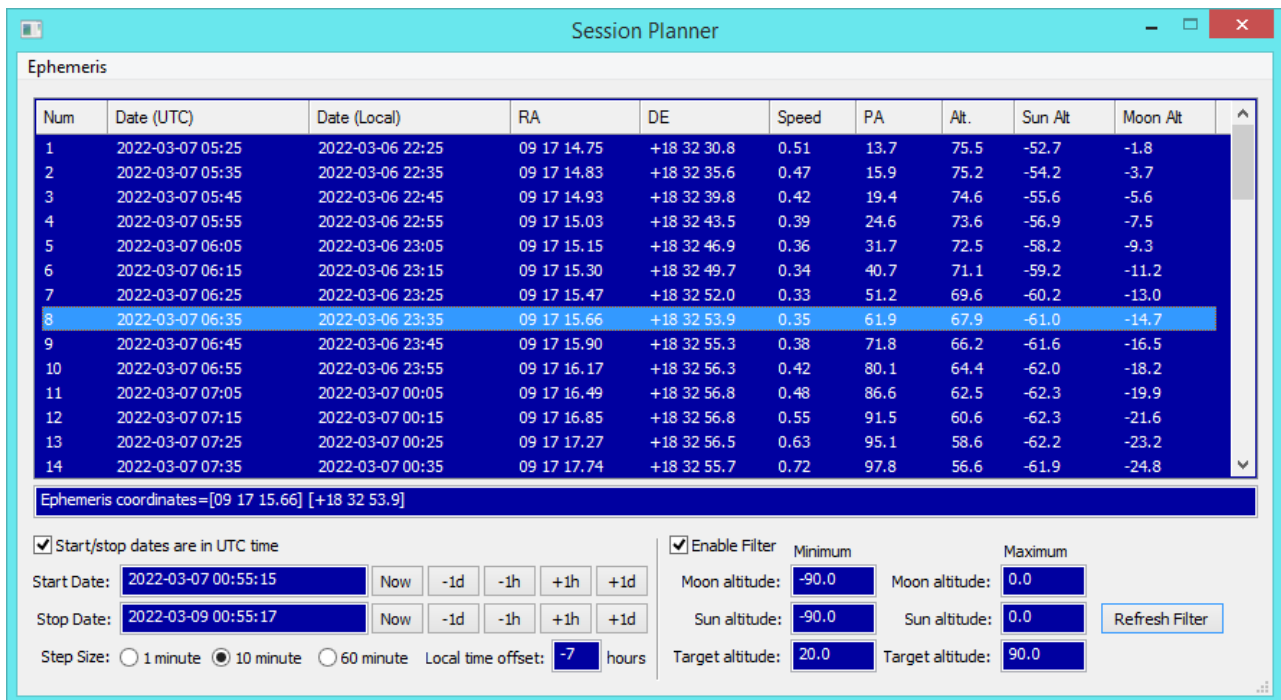 Session Planner
Ephemeris
Num Date (UTC) Date (Local) RA DE Speed PA Alt. Sun Alt Moon Alt
1 2022-03-07 05:25 2022-03-06 22:25 09 17 14.75 +18 32 30.8 0.51 13.7 75.5 -52.7 -1.8
2 2022-03-07 05:35 2022-03-06 22:35 09 17 14.83 +18 32 35.6 0.47 15.9 75.2 -54.2 -3.7
3 2022-03-07 05:45 2022-03-06 22:45 09 17 14.93 +18 32 39.8 0.42 19.4 74.6 -55.6 -5.6
4 2022-03-07 05:55 2022-03-06 22:55 09 17 15.03 +18 32 43.5 0.39 24.6 73.6 -56.9 -7.5
5 2022-03-07 06:05 2022-03-06 23:05 09 17 15.15 +18 32 46.9 0.36 31.7 72.5 -58.2 -9.3
6 2022-03-07 06:15 2022-03-06 23:15 09 17 15.30 +18 32 49.7 0.34 40.7 71.1 -59.2 -11.2
7 2022-03-07 06:25 2022-03-06 23:25 09 17 15.47 +18 32 52.0 0.33 51.2 69.6 -60.2 -13.0
8 2022-03-07 06:35 2022-03-06 23:35 09 17 15.66 +18 32 53.9 0.35 61.9 67.9 -61.0 -14.7
9 2022-03-07 06:45 2022-03-06 23:45 09 17 15.90 +18 32 55.3 0.38 71.8 66.2 -61.6 -16.5
10 2022-03-07 06:55 2022-03-06 23:55 09 17 16.17 +18 32 56.3 0.42 80.1 64.4 -62.0 -18.2
11 2022-03-07 07:05 2022-03-07 00:05 09 17 16.49 +18 32 56.8 0.48 86.6 62.5 -62.3 -19.9
12 2022-03-07 07:15 2022-03-07 00:15 09 17 16.85 +18 32 56.8 0.55 91.5 60.6 -62.3 -21.6
13 2022-03-07 07:25 2022-03-07 00:25 09 17 17.27 +18 32 56.5 0.63 95.1 58.6 -62.2 -23.2
14 2022-03-07 07:35 2022-03-07 00:35 09 17 17.74 +18 32 55.7 0.72 97.8 56.6 -61.9 -24.8
Ephemeris coordinates=[09 17 15.66] [+18 32 53.9]
Start/stop dates are in UTC time
Start Date: 2022-03-07 00:55:15 Now -1d -1h +1h +1d
Stop Date: 2022-03-09 00:55:17 Now -1d -1h +1h +1d
Step Size: 1 minute 10 minute 60 minute Local time offset: -7 hours
Enable Filter Minimum Maximum
Moon altitude: -90.0 Moon altitude: 0.0
Sun altitude: -90.0 Sun altitude: 0.0 Refresh Filter
Target altitude: 20.0 Target altitude: 90.0